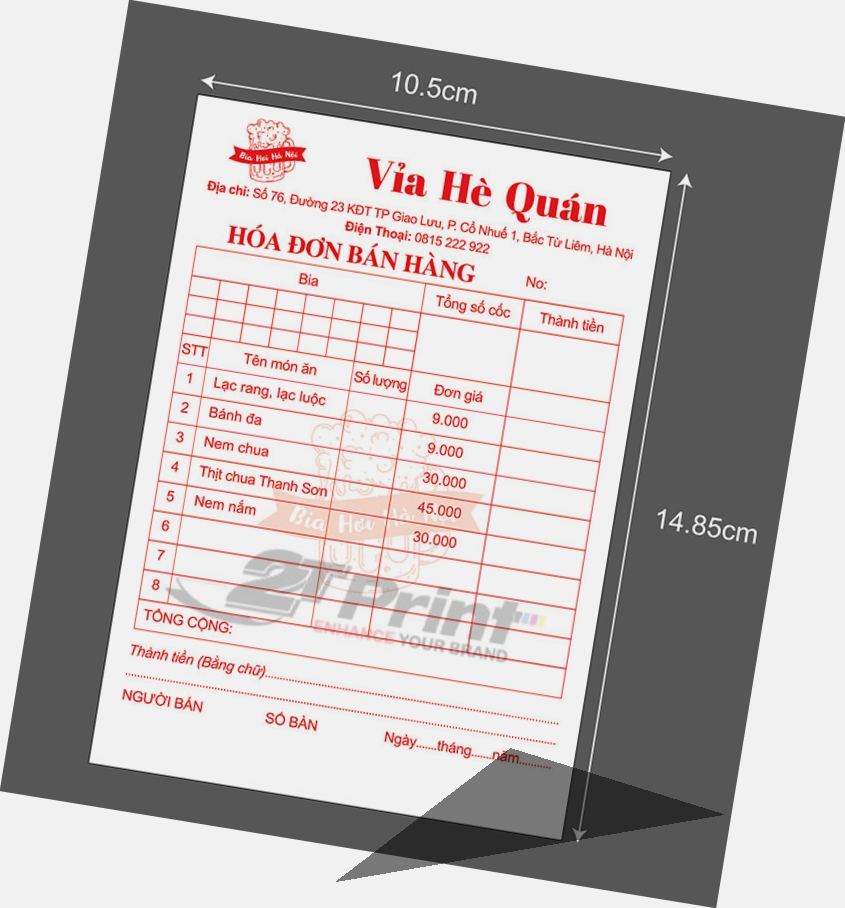 10.5cm
Bia Hơi Hà Nội
Vỉa Hè Quán
Địa chỉ: Số 76, Đường 23 KĐT TP Giao Lưu, P. Cổ Nhuế 1, Bắc Từ Liêm, Hà Nội
Điện Thoại: 0815 222 922
HÓA ĐƠN BÁN HÀNG
No:
Bia Tổng số cốc Thành tiền
STT Tên món ăn Số lượng Đơn giá
1 Lạc rang, lạc luộc 9.000
2 Bánh đa 9.000
3 Nem chua 30.000
4 Thịt chua Thanh Sơn 45.000
5 Nem nắm 30.000
6
7
8
TỔNG CỘNG:
Bia Hơi Hà Nội
2T Print
ENHANCE YOUR BRAND
14.85cm
Thành tiền (Bằng chữ)...............
NGƯỜI BÁN SỐ BÀN Ngày......tháng......năm.........